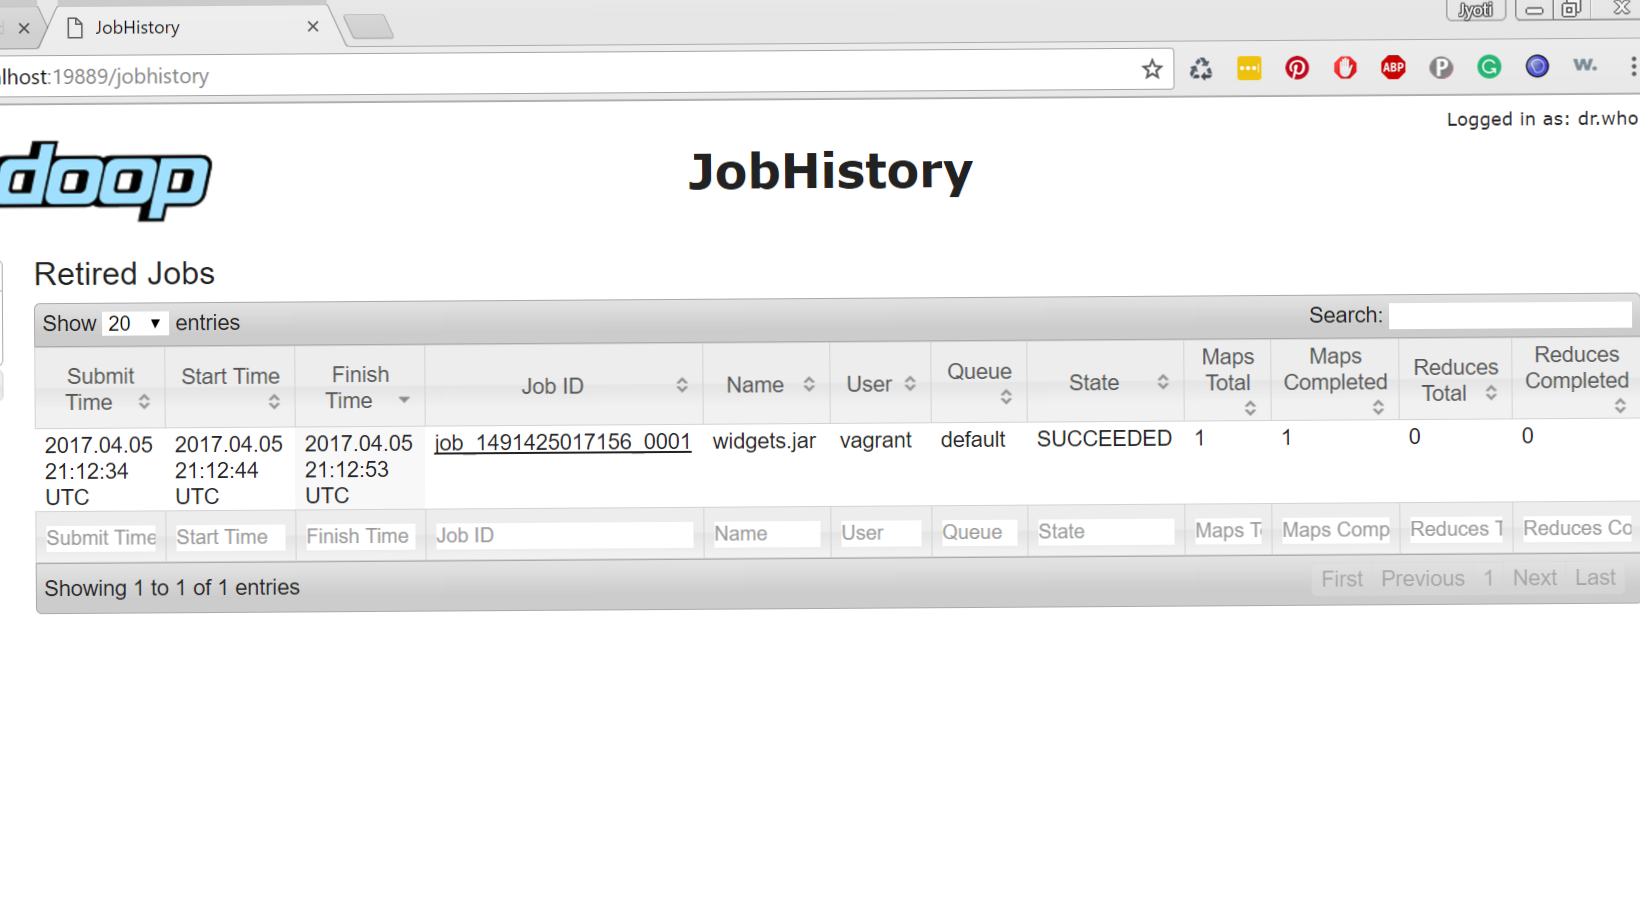 JobHistory
Jyoti
lhost:19889/jobhistory
ABP
P
G
w.
Logged in as: dr.who
doop
JobHistory
Retired Jobs
Show 20 entries
Search:
Submit Time
Start Time
Finish Time
Job ID
Name
User
Queue
State
Maps Total
Maps Completed
Reduces Total
Reduces Completed
2017.04.05 21:12:34 UTC
2017.04.05 21:12:44 UTC
2017.04.05 21:12:53 UTC
job_1491425017156_0001
widgets.jar
vagrant
default
SUCCEEDED
1
1
0
0
Submit Time
Start Time
Finish Time
Job ID
Name
User
Queue
State
Maps T
Maps Comp
Reduces T
Reduces Co
Showing 1 to 1 of 1 entries
First Previous 1 Next Last